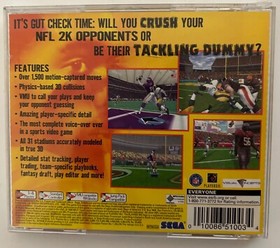 IT'S GUT CHECK TIME: WILL YOU CRUSH YOUR
NFL 2K OPPONENTS OR
BE THEIR TACKLING DUMMY?
FEATURES
• Over 1,500 motion-captured moves
• Physics-based 3D collisions
• VMU to call your plays and keep
your opponent guessing
• Amazing player-specific detail
• The most complete voice-over ever
in a sports video game
• All 31 stadiums accurately modeled
in true 3D
• Detailed stat tracking, player
trading, team-specific playbooks,
fantasy draft, play editor and more!
NFL
PLAYERS
EVERYONE
SEGA
0 10086 51003 4